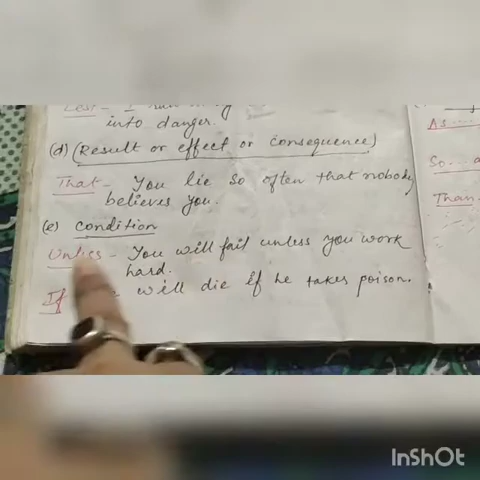 Lest - I
into danger.
(d) (Result or effect or consequence)
That - You lie so often that nobody
believes you.
(e) condition
Unless - You will fail unless you work
hard.
If will die if he takes poison.
As....
So...
Than
InShOt